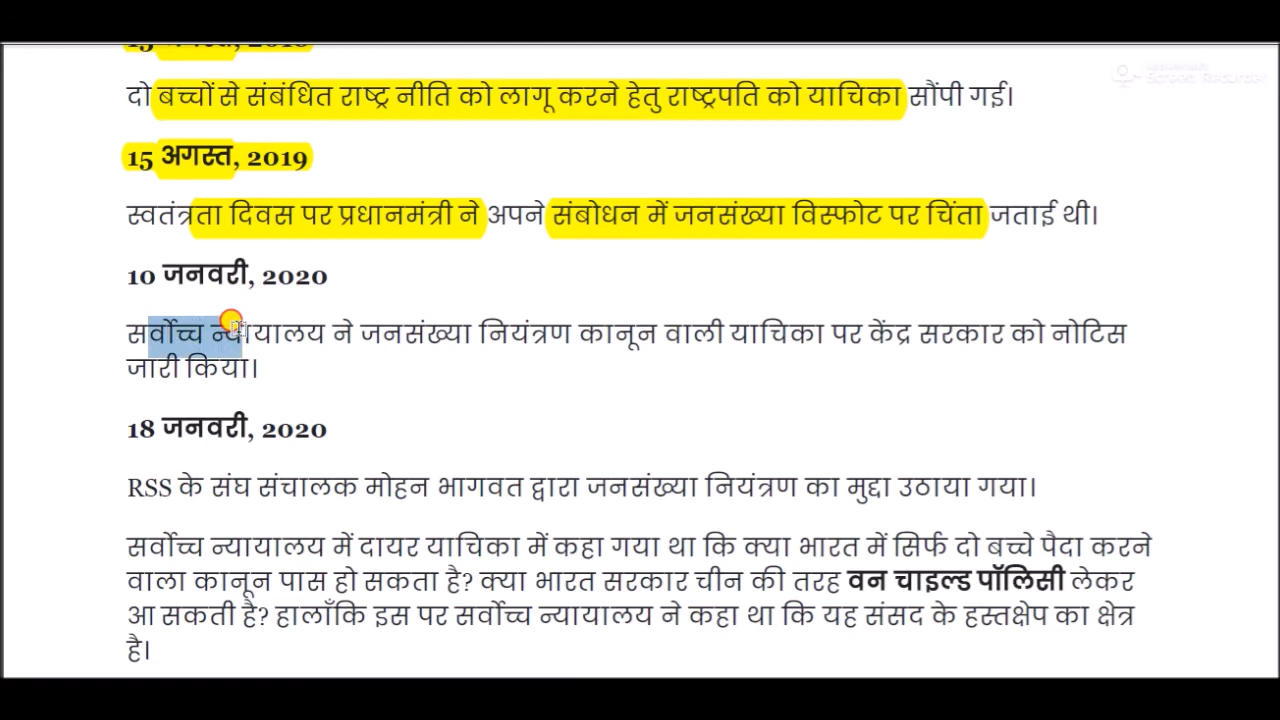 दो बच्चों से संबंधित राष्ट्र नीति को लागू करने हेतु राष्ट्रपति को याचिका सौंपी गई।
15 अगस्त, 2019
स्वतंत्रता दिवस पर प्रधानमंत्री ने अपने संबोधन में जनसंख्या विस्फोट पर चिंता जताई थी।
10 जनवरी, 2020
सर्वोच्च न्यायालय ने जनसंख्या नियंत्रण कानून वाली याचिका पर केंद्र सरकार को नोटिस
जारी किया।
18 जनवरी, 2020
RSS के संघ संचालक मोहन भागवत द्वारा जनसंख्या नियंत्रण का मुद्दा उठाया गया।
सर्वोच्च न्यायालय में दायर याचिका में कहा गया था कि क्या भारत में सिर्फ दो बच्चे पैदा करने
वाला कानून पास हो सकता है? क्या भारत सरकार चीन की तरह वन चाइल्ड पॉलिसी लेकर
आ सकती है? हालाँकि इस पर सर्वोच्च न्यायालय ने कहा था कि यह संसद के हस्तक्षेप का क्षेत्र
है।